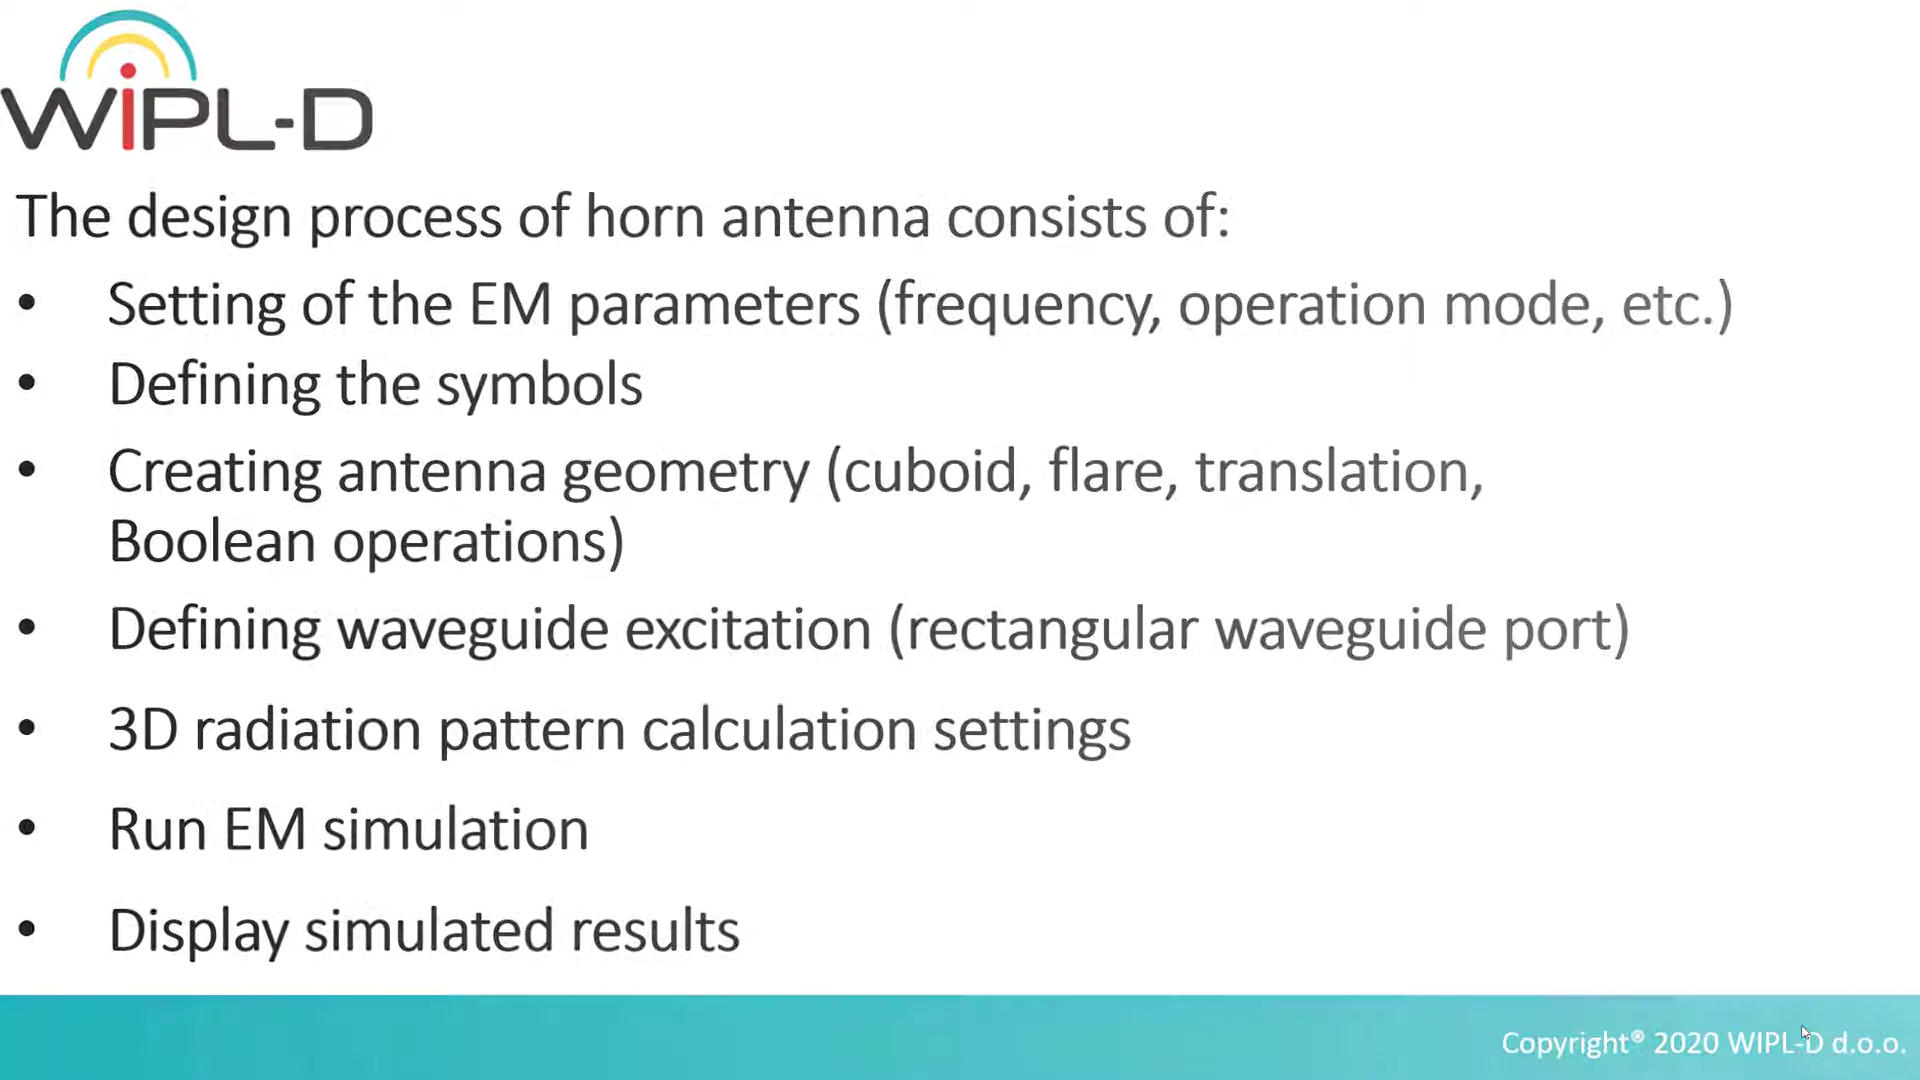 WiPL-D
The design process of horn antenna consists of:
• Setting of the EM parameters (frequency, operation mode, etc.)
• Defining the symbols
• Creating antenna geometry (cuboid, flare, translation,
Boolean operations)
• Defining waveguide excitation (rectangular waveguide port)
• 3D radiation pattern calculation settings
• Run EM simulation
• Display simulated results
Copyright® 2020 WIPL-D d.o.o.